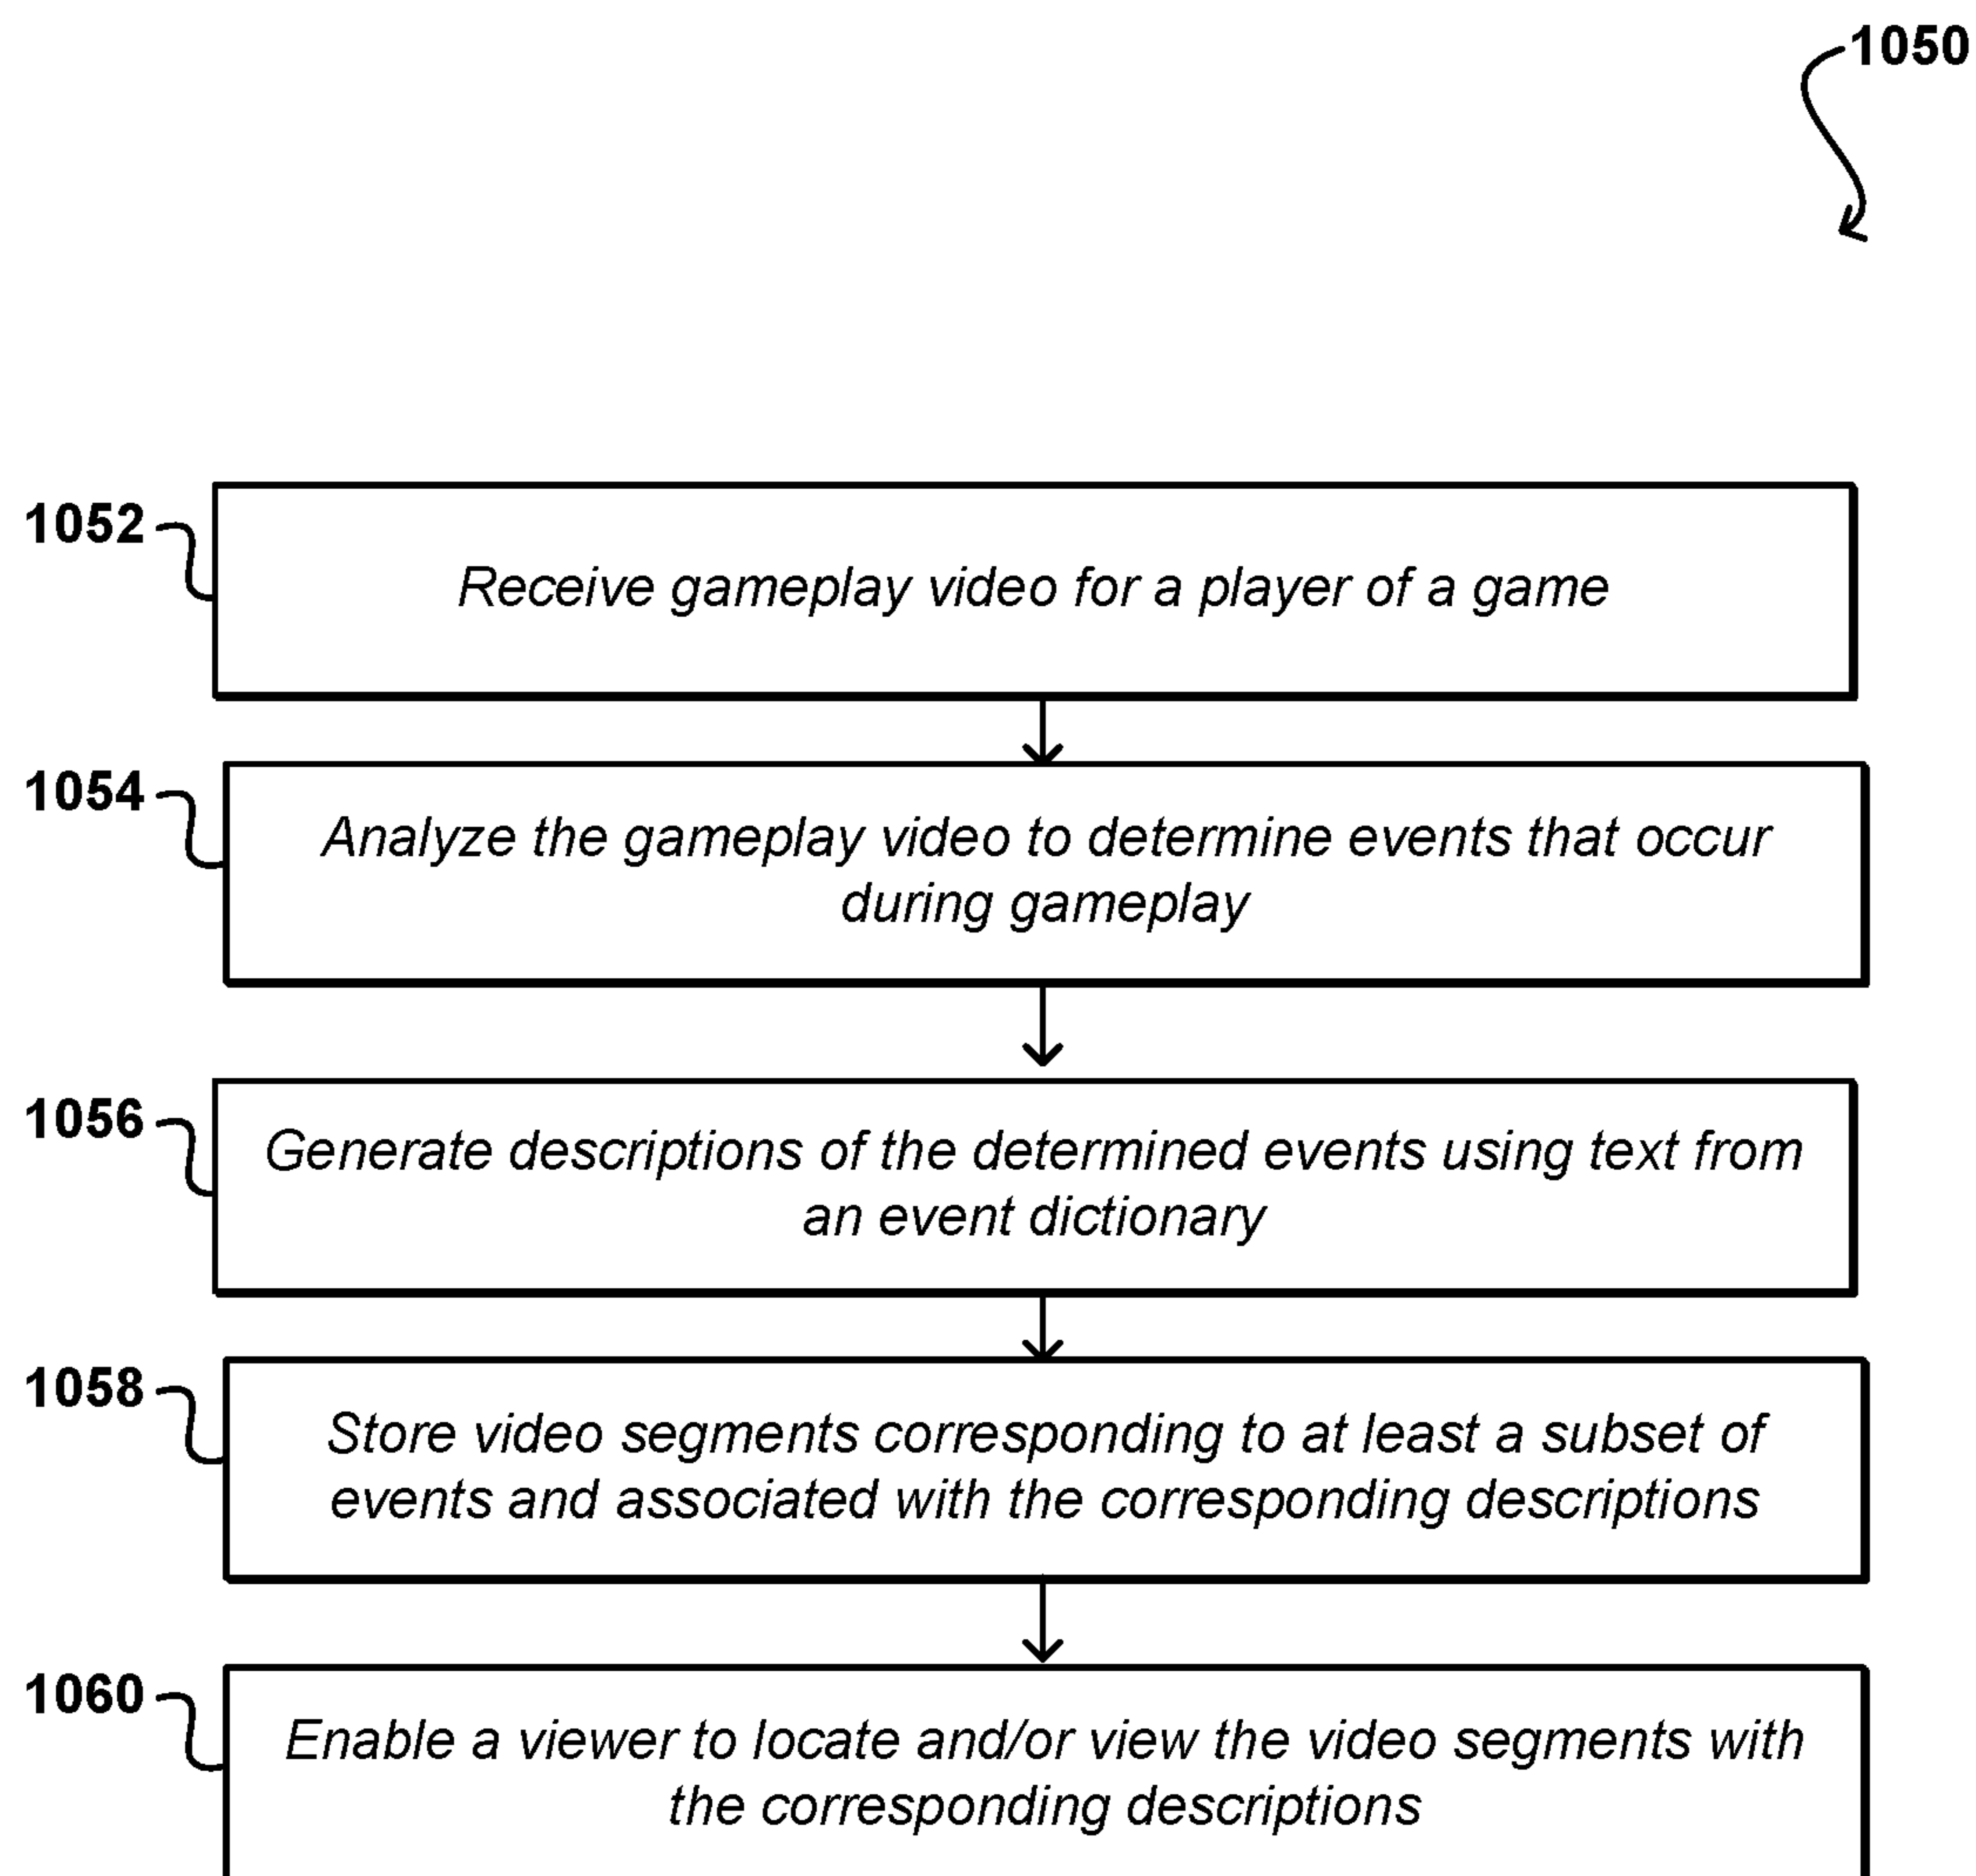 1050
1052
Receive gameplay video for a player of a game
1054
Analyze the gameplay video to determine events that occur
during gameplay
1056
Generate descriptions of the determined events using text from
an event dictionary
1058
Store video segments corresponding to at least a subset of
events and associated with the corresponding descriptions
1060
Enable a viewer to locate and/or view the video segments with
the corresponding descriptions